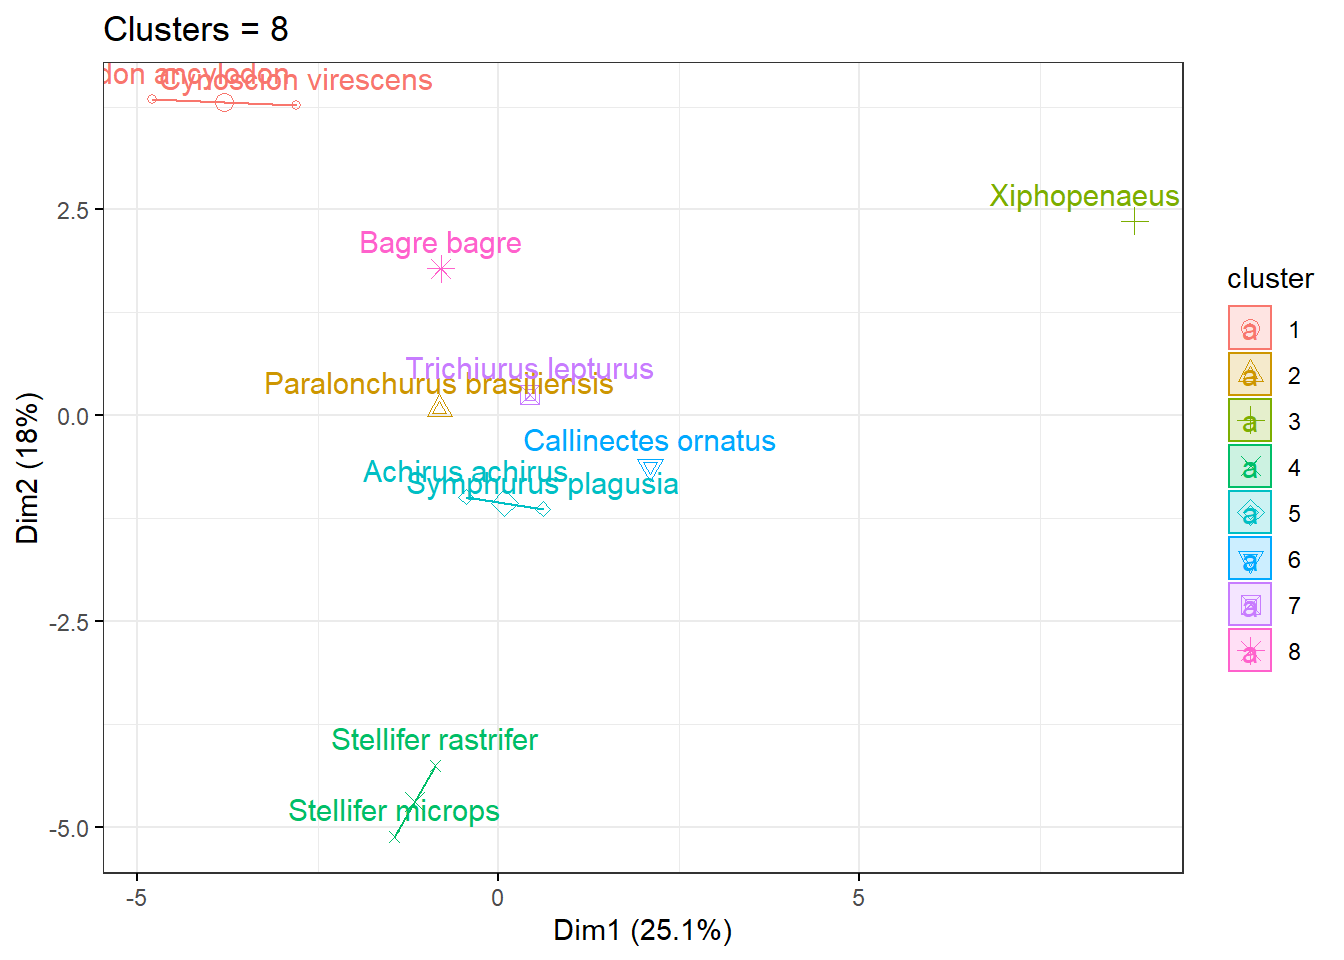 Clusters = 8
don ancylodon
Cynoscion virescens
Xiphopenaeus
Bagre bagre
Trichiurus lepturus
Paralonchurus brasiliensis
Callinectes ornatus
Achirus achirus
Symphurus plagusia
Stellifer rastrifer
Stellifer microps
2.5
0.0
-2.5
-5.0
-5
0
5
Dim1 (25.1%)
Dim2 (18%)
cluster
a 1
a 2
a 3
a 4
a 5
a 6
a 7
a 8